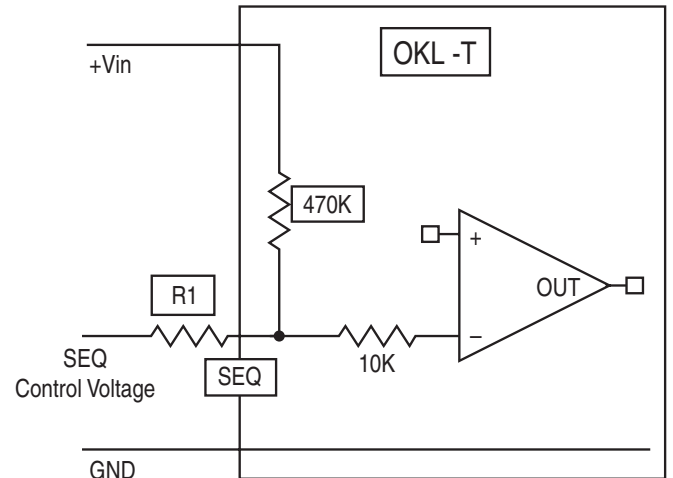 +Vin
OKL -T
470K
+
R1
OUT
SEQ
Control Voltage
SEQ
10K
−
GND